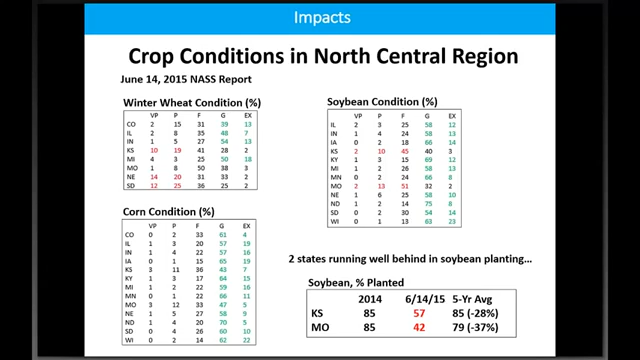 Impacts
Crop Conditions in North Central Region
June 14, 2015 NASS Report
Winter Wheat Condition (%)
VP P F G EX
CO 2 15 31 39 13
IL 2 8 35 48 7
IN 1 5 27 54 13
KS 10 19 41 28 2
MI 4 3 25 50 18
MO 1 8 50 38 3
NE 14 20 31 33 2
SD 12 25 36 25 2
Corn Condition (%)
VP P F G EX
CO 0 2 33 61 4
IL 1 3 20 57 19
IN 1 4 22 57 16
IA 0 1 15 65 19
KS 3 11 36 43 7
KY 1 3 17 64 15
MI 1 2 22 59 16
MN 0 1 22 66 11
MO 3 12 33 47 5
NE 1 5 27 58 9
ND 1 4 20 70 5
SD 0 4 26 60 10
WI 0 2 14 62 22
Soybean Condition (%)
VP P F G EX
IL 2 3 25 58 12
IN 1 4 24 58 13
IA 0 2 18 66 14
KS 2 10 45 40 3
KY 1 3 15 69 12
MI 1 2 26 58 13
MN 0 2 24 66 8
MO 2 13 51 32 2
NE 1 6 25 58 10
ND 1 2 14 75 8
SD 0 2 30 54 14
WI 0 1 13 63 23
2 states running well behind in soybean planting...
Soybean, % Planted
2014 6/14/15 5-Yr Avg
KS 85 57 85 (-28%)
MO 85 42 79 (-37%)